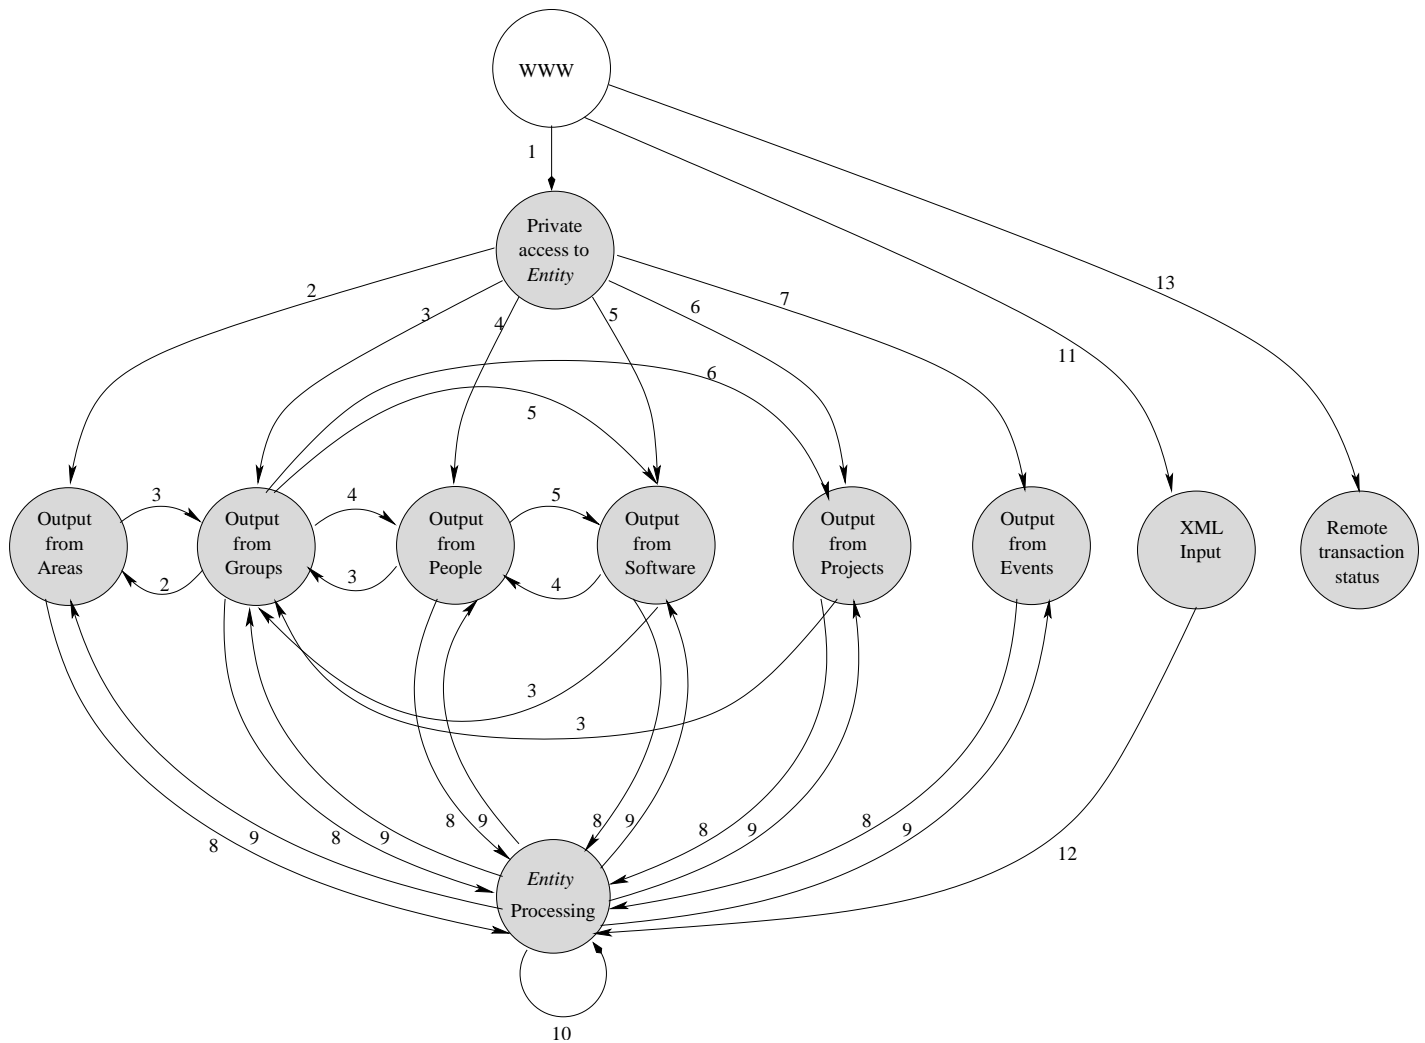 www
1
Private
access to
Entity
2
3
4
5
6
7
13
11
6
5
3
4
5
Output
from
Areas
Output
from
Groups
Output
from
People
Output
from
Software
Output
from
Projects
Output
from
Events
XML
Input
Remote
transaction
status
2
3
4
3
3
8
9
8
9
8
9
8
9
8
9
8
9
12
Entity
Processing
10